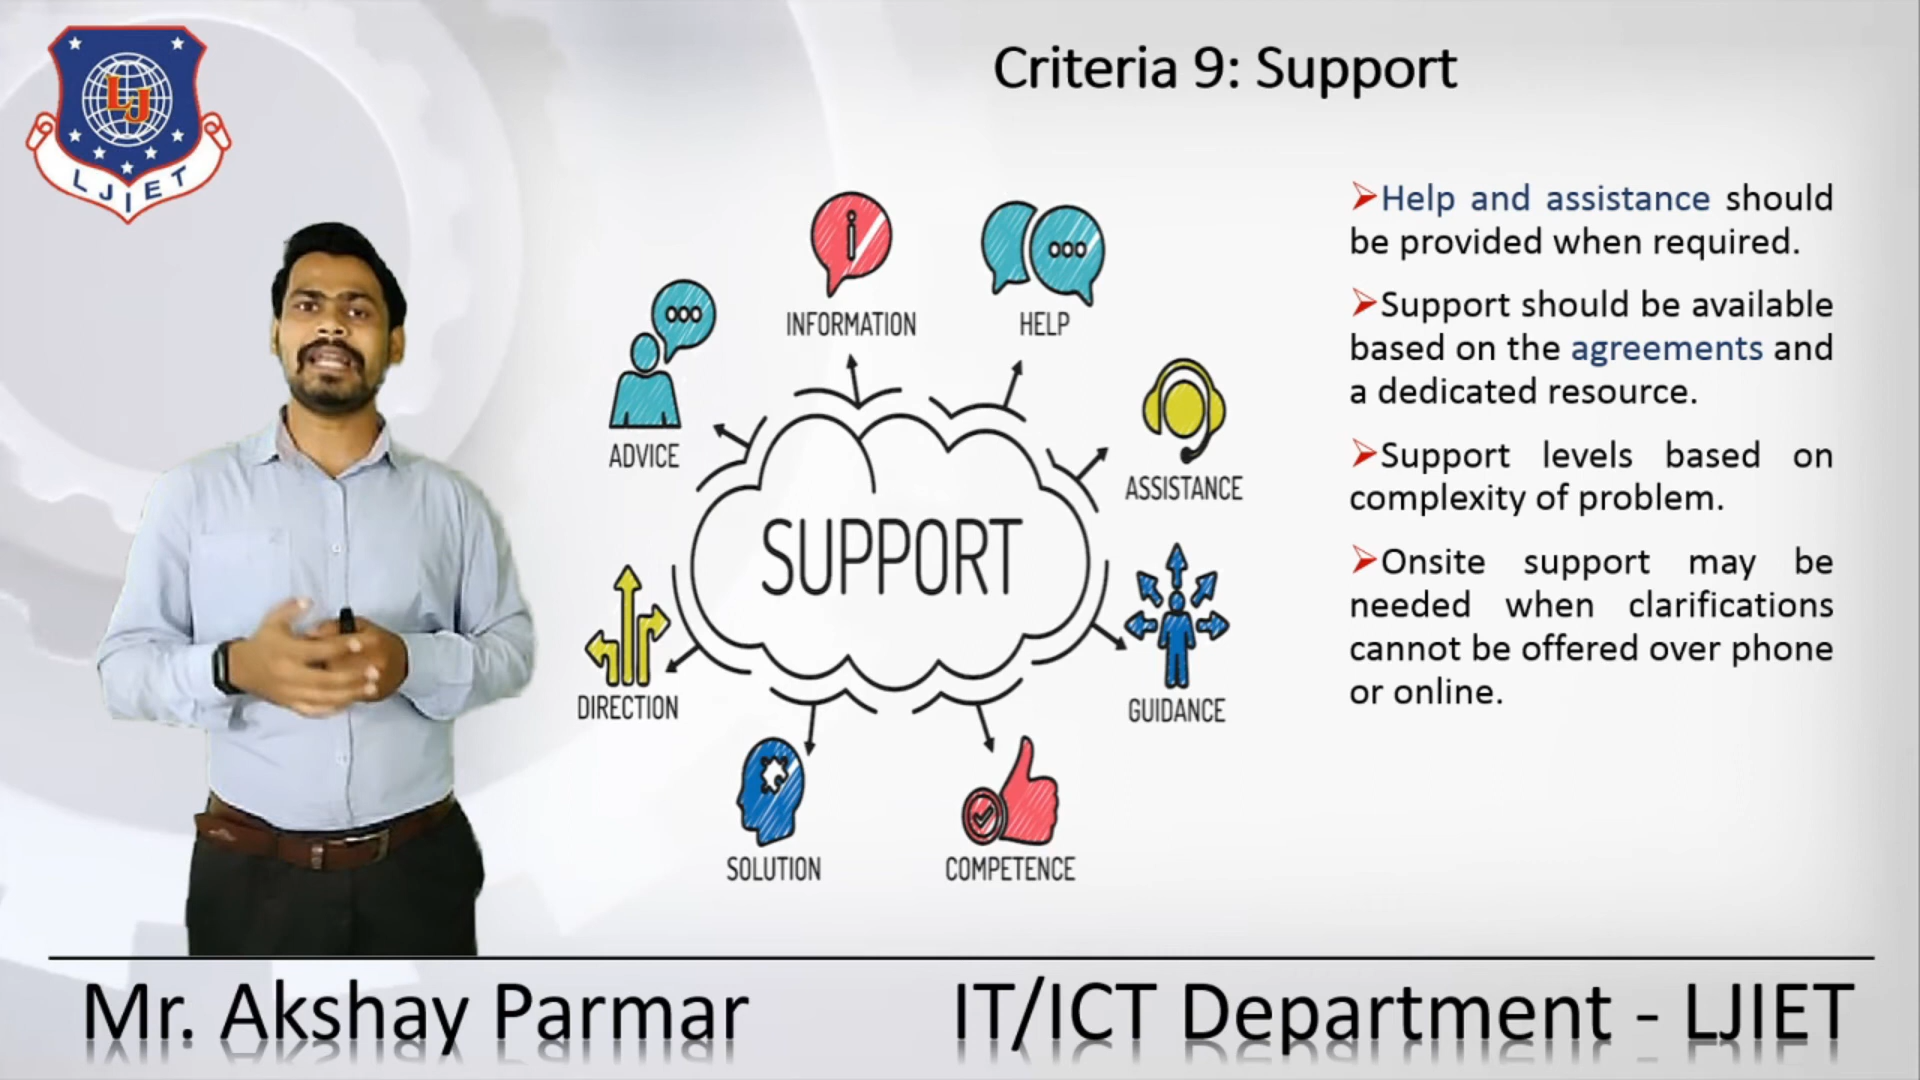 LJ
LJIET
Criteria 9: Support
INFORMATION
HELP
ADVICE
ASSISTANCE
SUPPORT
DIRECTION
GUIDANCE
SOLUTION
COMPETENCE
➢Help and assistance should
be provided when required.
➢Support should be available
based on the agreements and
a dedicated resource.
➢Support levels based on
complexity of problem.
➢Onsite support may be
needed when clarifications
cannot be offered over phone
or online.
Mr. Akshay Parmar
IT/ICT Department - LJIET